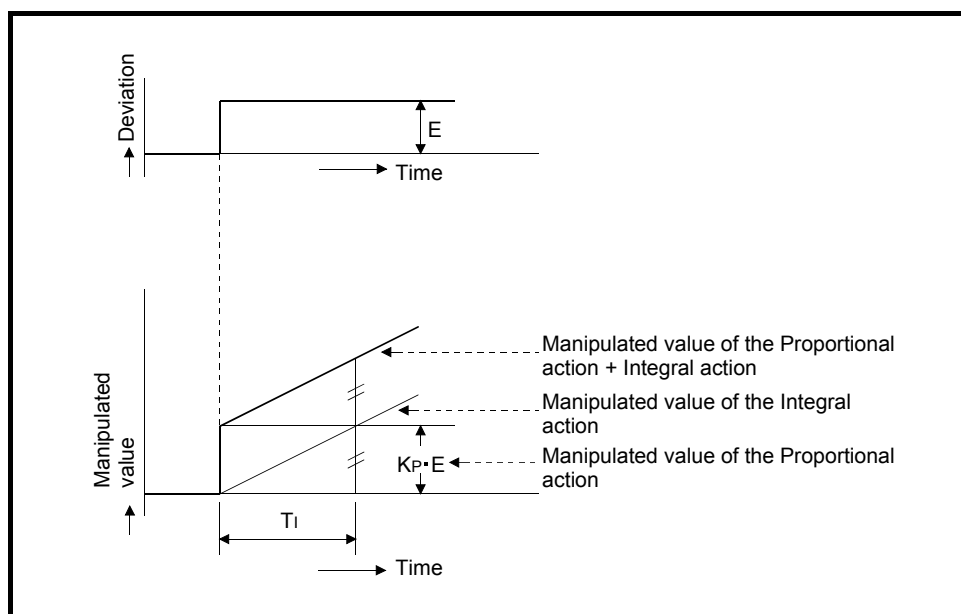 Deviation
E
Time
Manipulated value of the Proportional
action + Integral action
Manipulated value of the Integral
action
Manipulated
value
KP·E
Manipulated value of the Proportional
action
TI
Time